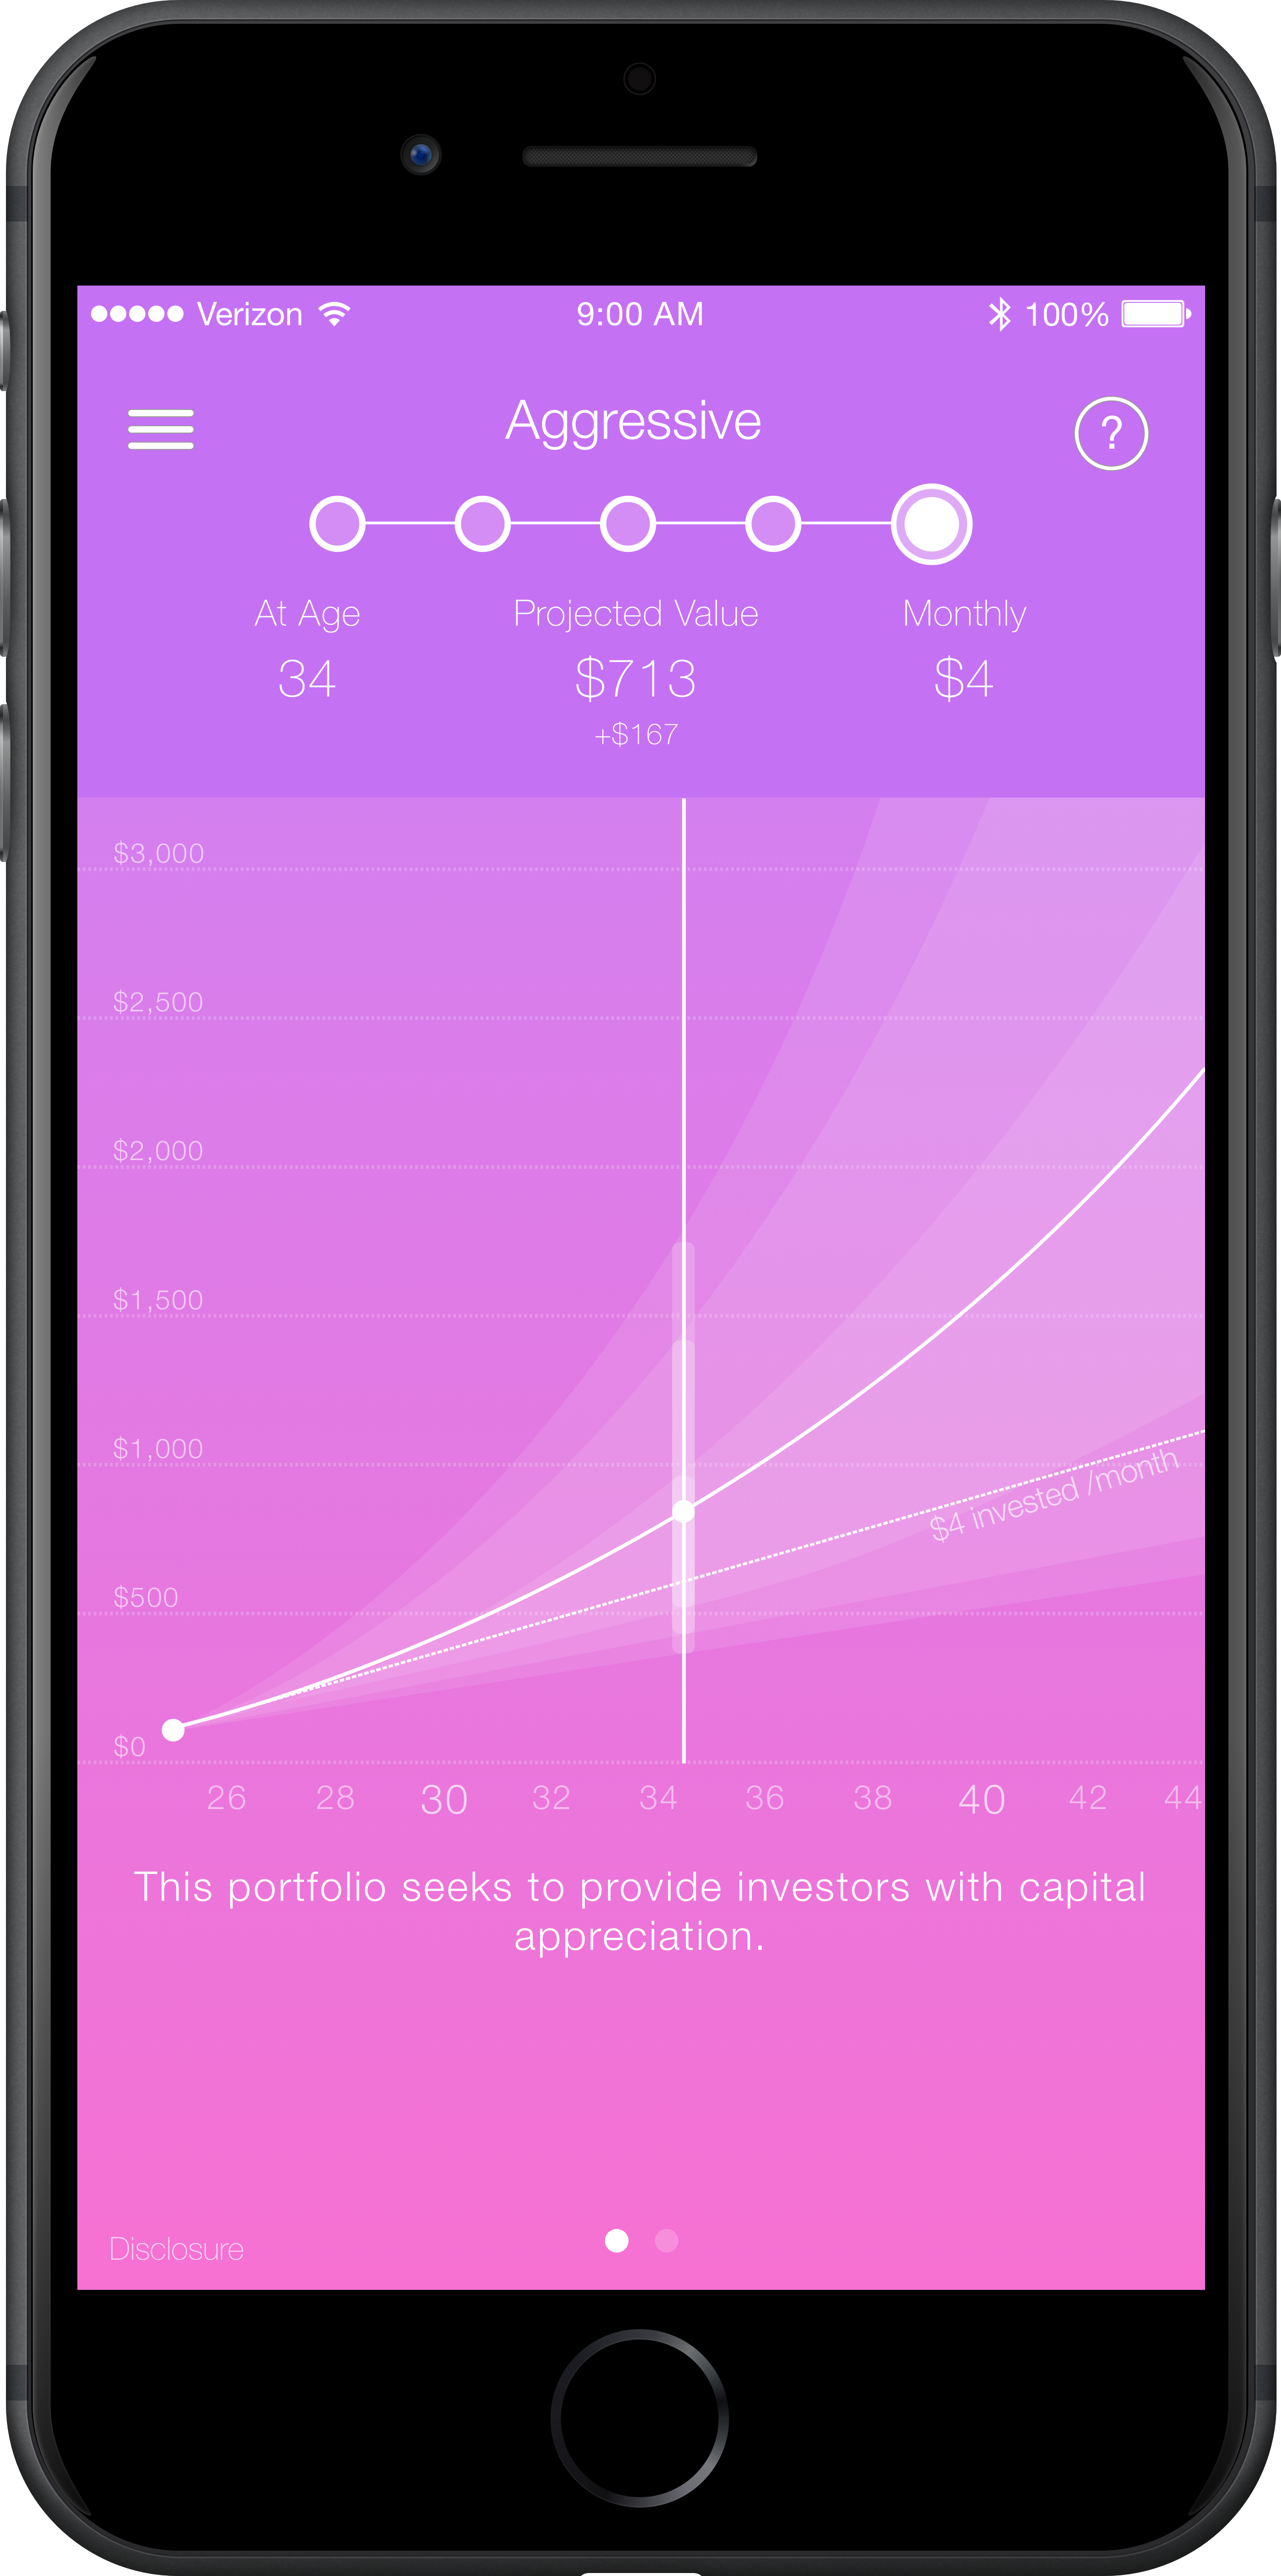 Verizon 9:00 AM 100%
Aggressive
?
At Age Projected Value Monthly
34 $713 $4
+$167
$3,000
$2,500
$2,000
$1,500
$1,000
$4 invested /month
$500
$0
26 28 30 32 34 36 38 40 42 44
This portfolio seeks to provide investors with capital
appreciation.
Disclosure